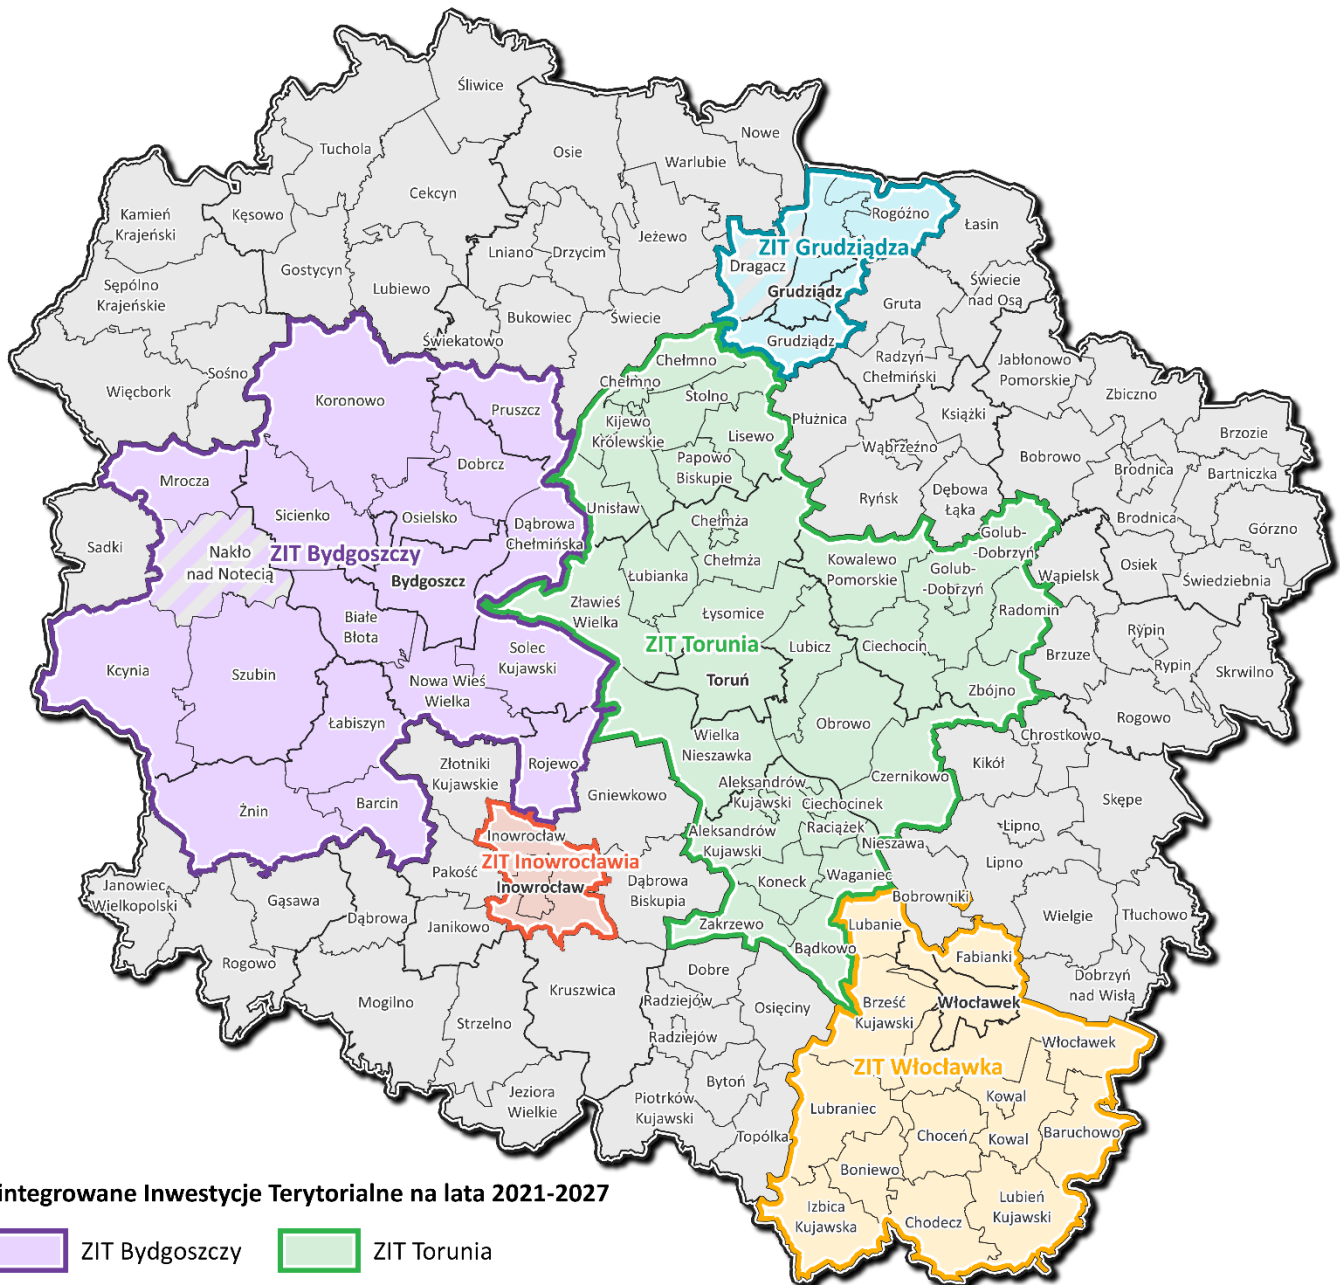 Śliwice
Nowe
Tuchola
Osie
Warlubie
Cekcyn
Kamień
Krajeński
Kęsowo
Rogóźno
Łasin
Jeżewo
ZIT Grudziądza
Lniano
Drzycim
Dragacz
Gostycyn
Sępólno
Krajeńskie
Lubiewo
Świecie
nad Osą
Grudziądz
Gruta
Bukowiec
Świecie
Świekatowo
Grudziądz
Radzyń
Chełmiński
Jabłonowo
Pomorskie
Chełmno
Sośno
Więcbork
Chełmno
Stolno
Zbiczno
Koronowo
Pruszcz
Płużnica
Książki
Kijewo
Królewskie
Lisewo
Brzozie
Wąbrzeźno
Bobrowo
Dobrcz
Papowo
Biskupie
Brodnica
Bartniczka
Mrocza
Ryńsk
Dębowa
Łąka
Unisław
Sicienko
Osielsko
Dąbrowa
Chełmińska
Chełmża
Brodnica
Górzno
Golub-
-Dobrzyń
Sadki
Nakło
nad Notecią
ZIT Bydgoszczy
Chełmża
Kowalewo
Pomorskie
Golub-
-Dobrzyń
Osiek
Wąpielsk
Świedziebnia
Bydgoszcz
Łubianka
Zławieś
Wielka
Łysomice
Radomin
Białe
Błota
Rypin
ZIT Torunia
Lubicz
Ciechocin
Brzuze
Solec
Kujawski
Rypin
Skrwilno
Kcynia
Szubin
Nowa Wieś
Wielka
Toruń
Zbójno
Łabiszyn
Obrowo
Rogowo
Wielka
Nieszawka
Chrostkowo
Złotniki
Kujawskie
Rojewo
Kikół
Czernikowo
Aleksandrów
Kujawski
Gniewkowo
Ciechocinek
Skępe
Żnin
Barcin
Raciążek
Lipno
Aleksandrów
Kujawski
Inowrocław
Nieszawa
ZIT Inowrocławia
Lipno
Pakość
Inowrocław
Dąbrowa
Biskupia
Koneck
Waganiec
Janowiec
Wielkopolski
Gąsawa
Bobrowniki
Dąbrowa
Janikowo
Zakrzewo
Lubanie
Wielgie
Tłuchowo
Bądkowo
Fabianki
Rogowo
Dobre
Dobrzyń
nad Wisłą
Mogilno
Kruszwica
Radziejów
Osięciny
Brześć
Kujawski
Włocławek
Strzelno
Radziejów
Włocławek
ZIT Włocławka
Bytoń
Jeziora
Wielkie
Piotrków
Kujawski
Lubraniec
Kowal
Topólka
Choceń
Kowal
Baruchowo
Boniewo
Izbica
Kujawska
Chodecz
Lubień
Kujawski
integrowane Inwestycje Terytorialne na lata 2021-2027
ZIT Bydgoszczy
ZIT Torunia